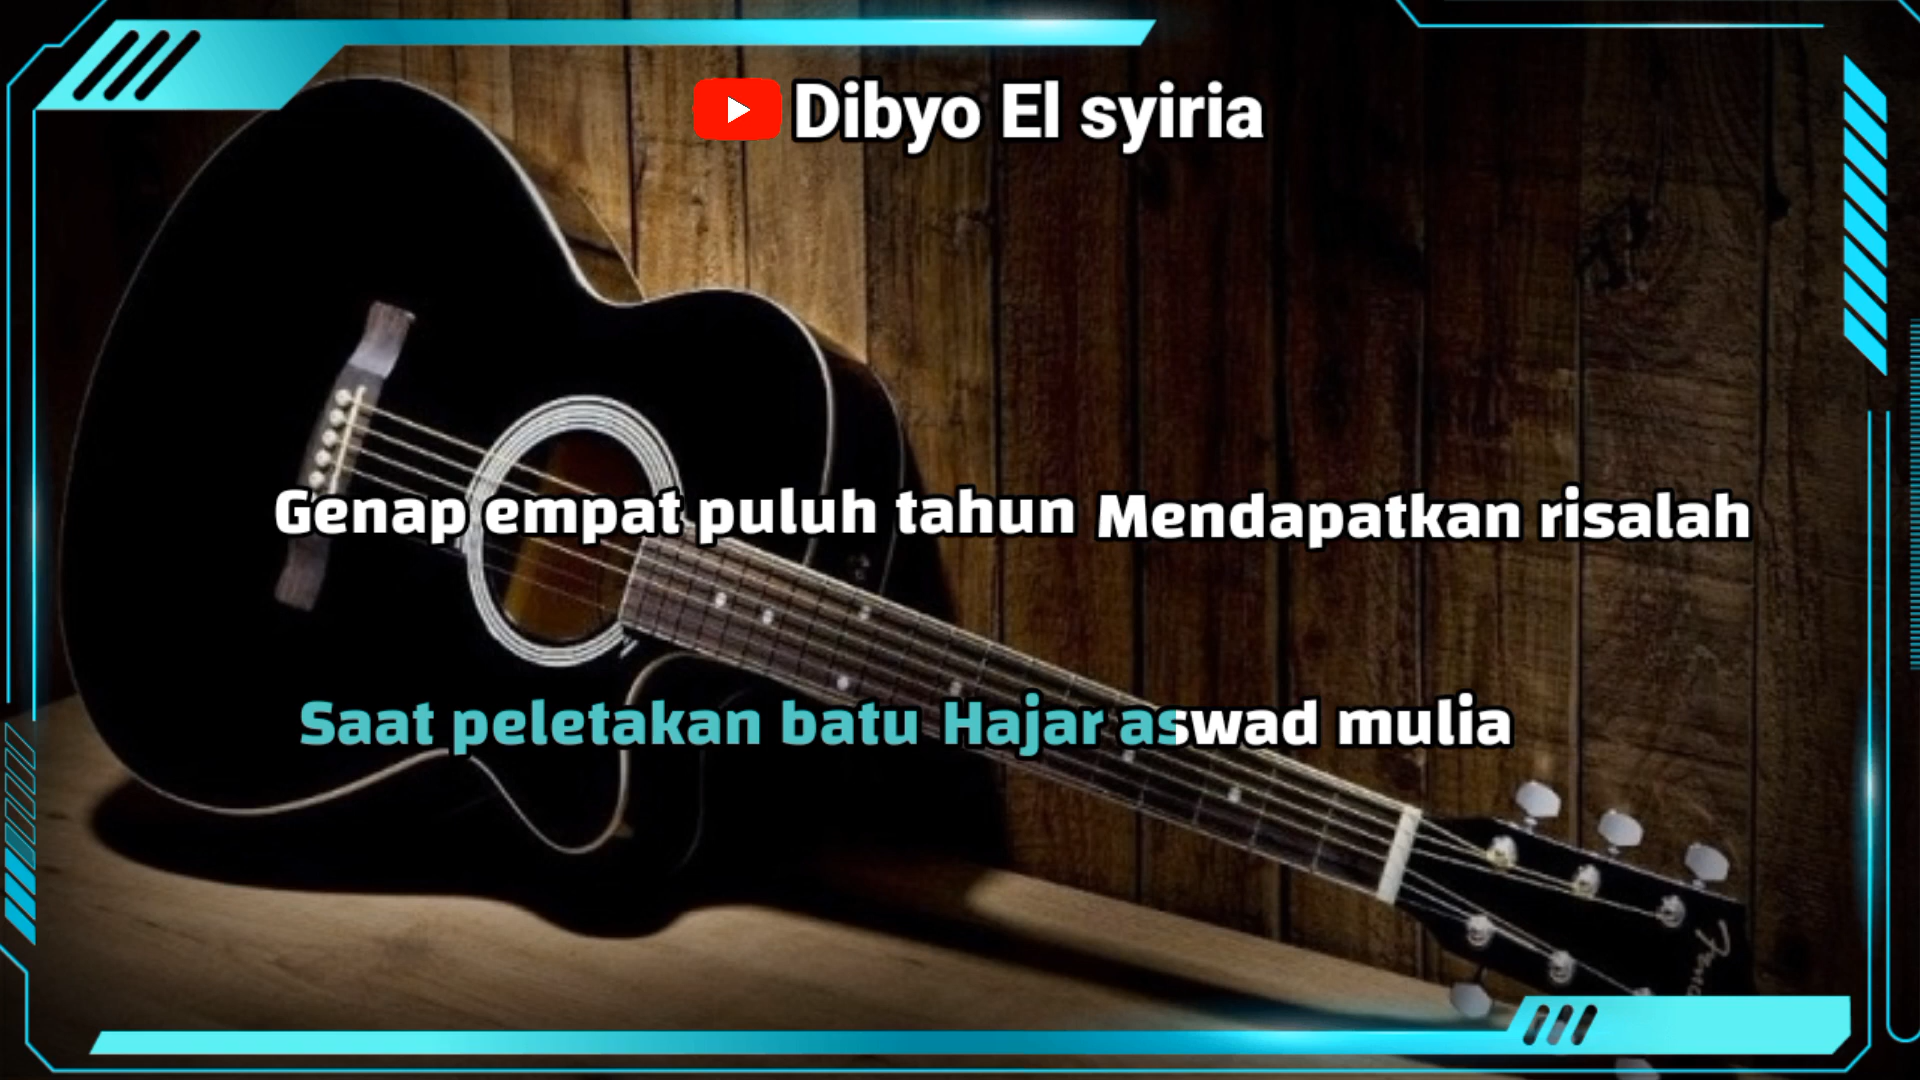 Dibyo El syiria
Genap empat puluh tahun Mendapatkan risalah
Saat peletakan batu Hajar aswad mulia